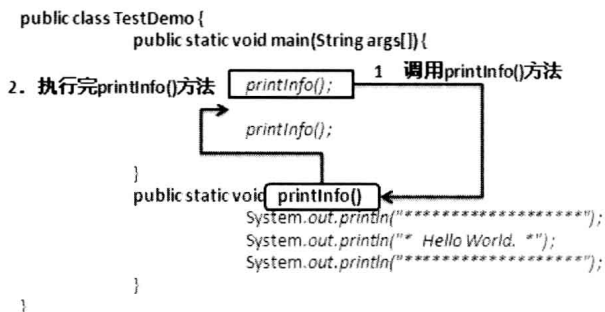 public class TestDemo {
public static void main(String args[]) {
1 调用printInfo()方法
2. 执行完printInfo()方法 printInfo();
printInfo();
}
public static void printInfo()
System.out.println("*******************");
System.out.println("* Hello World. *");
System.out.println("*******************");
}
}